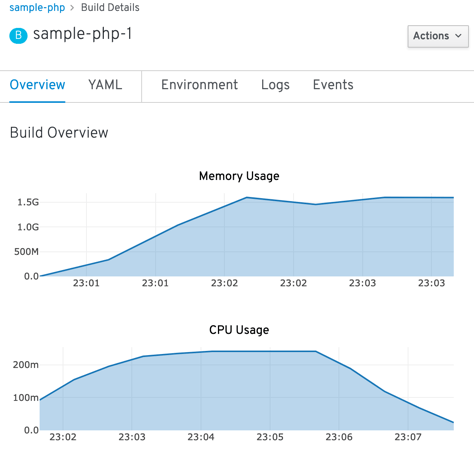 sample-php > Build Details
B sample-php-1
Actions
Overview YAML Environment Logs Events
Build Overview
Memory Usage
1.5G
1.0G
500M
0.0
23:01 23:01 23:02 23:02 23:03 23:03
CPU Usage
200m
100m
0.0
23:02 23:03 23:04 23:05 23:06 23:07